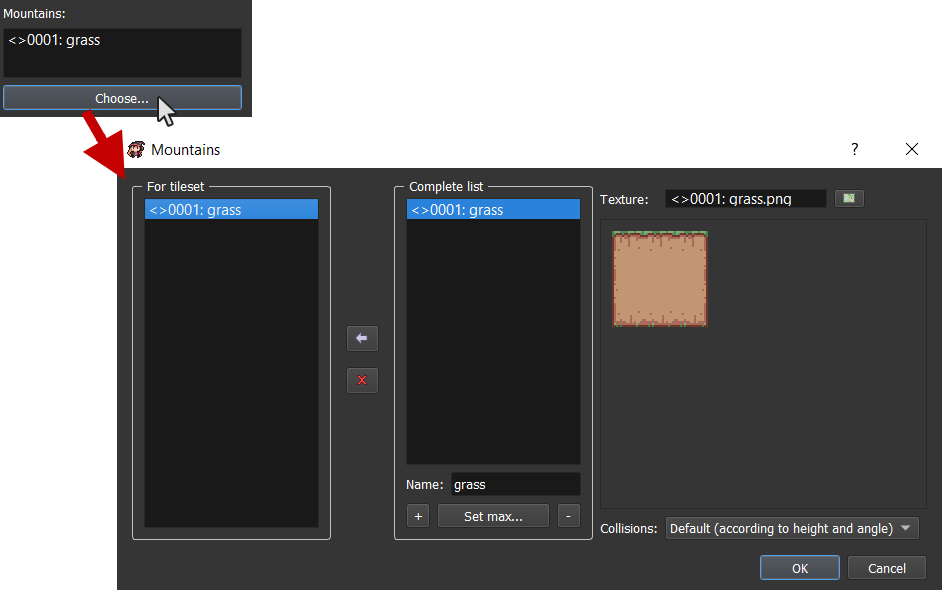 Mountains:
<>0001: grass
Choose...
Mountains
?
For tileset
<>0001: grass
Complete list
<>0001: grass
Name: grass
+ Set max... -
Texture: <>0001: grass.png
Collisions: Default (according to height and angle)
OK Cancel